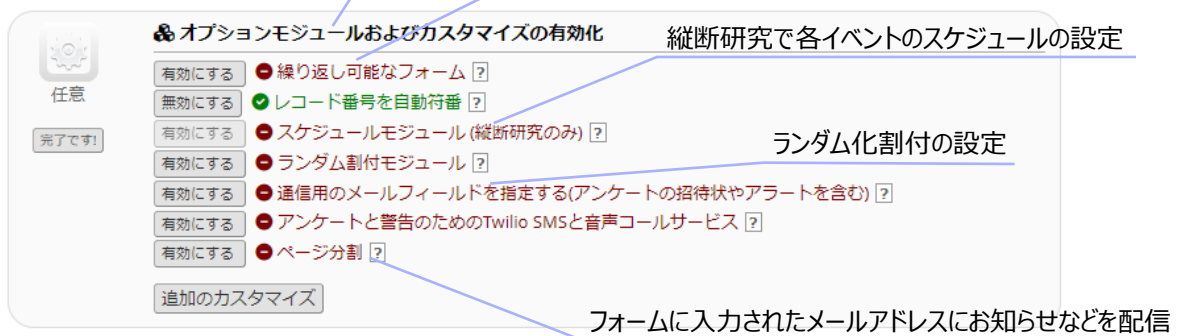 オプションモジュールおよびカスタマイズの有効化
縦断研究で各イベントのスケジュールの設定
任意
完了です!
有効にする 繰り返し可能なフォーム ?
無効にする レコード番号を自動符番 ?
有効にする スケジュールモジュール (縦断研究のみ) ?
ランダム化割付の設定
有効にする ランダム割付モジュール ?
有効にする 通信用のメールフィールドを指定する(アンケートの招待状やアラートを含む) ?
有効にする アンケートと警告のためのTwilio SMSと音声コールサービス ?
有効にする ページ分割 ?
追加のカスタマイズ
フォームに入力されたメールアドレスにお知らせなどを配信